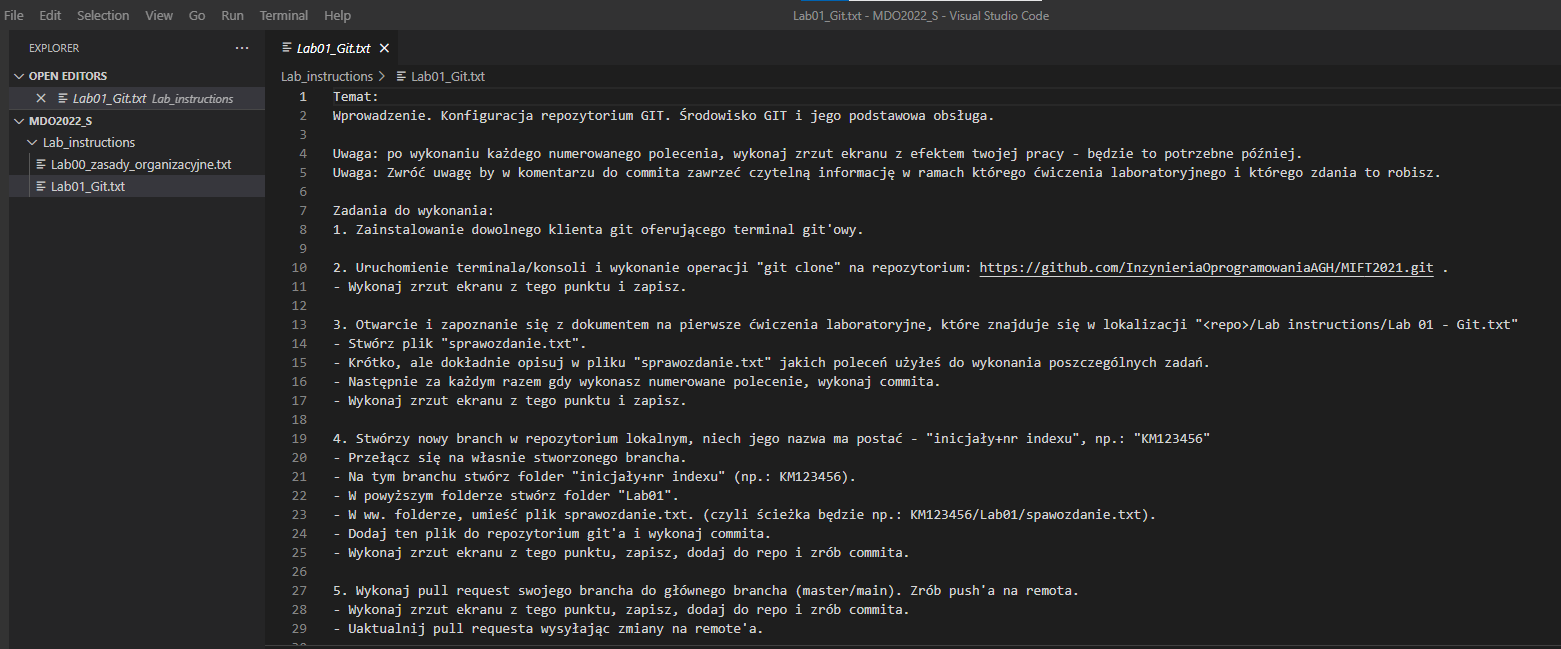 File Edit Selection View Go Run Terminal Help
Lab01_Git.txt - MDO2022_S - Visual Studio Code
EXPLORER ...
OPEN EDITORS
Lab01_Git.txt Lab_instructions
MDO2022_S
Lab_instructions
Lab00_zasady_organizacyjne.txt
Lab01_Git.txt
Lab01_Git.txt
Lab_instructions > Lab01_Git.txt
1 Temat:
2 Wprowadzenie. Konfiguracja repozytorium GIT. Środowisko GIT i jego podstawowa obsługa.
3
4 Uwaga: po wykonaniu każdego numerowanego polecenia, wykonaj zrzut ekranu z efektem twojej pracy - będzie to potrzebne później.
5 Uwaga: Zwróć uwagę by w komentarzu do commita zawrzeć czytelną informację w ramach którego ćwiczenia laboratoryjnego i którego zdania to robisz.
6
7 Zadania do wykonania:
8 1. Zainstalowanie dowolnego klienta git oferującego terminal git'owy.
9
10 2. Uruchomienie terminala/konsoli i wykonanie operacji "git clone" na repozytorium: https://github.com/InzynieriaOprogramowaniaAGH/MIFT2021.git .
11 - Wykonaj zrzut ekranu z tego punktu i zapisz.
12
13 3. Otwarcie i zapoznanie się z dokumentem na pierwsze ćwiczenia laboratoryjne, które znajduje się w lokalizacji "<repo>/Lab instructions/Lab 01 - Git.txt"
14 - Stwórz plik "sprawozdanie.txt".
15 - Krótko, ale dokładnie opisuj w pliku "sprawozdanie.txt" jakich poleceń użyłeś do wykonania poszczególnych zadań.
16 - Następnie za każdym razem gdy wykonasz numerowane polecenie, wykonaj commita.
17 - Wykonaj zrzut ekranu z tego punktu i zapisz.
18
19 4. Stwórzy nowy branch w repozytorium lokalnym, niech jego nazwa ma postać - "inicjały+nr indexu", np.: "KM123456"
20 - Przełącz się na własnie stworzonego brancha.
21 - Na tym branchu stwórz folder "inicjały+nr indexu" (np.: KM123456).
22 - W powyższym folderze stwórz folder "Lab01".
23 - W ww. folderze, umieść plik sprawozdanie.txt. (czyli ścieżka będzie np.: KM123456/Lab01/spawozdanie.txt).
24 - Dodaj ten plik do repozytorium git'a i wykonaj commita.
25 - Wykonaj zrzut ekranu z tego punktu, zapisz, dodaj do repo i zrób commita.
26
27 5. Wykonaj pull request swojego brancha do głównego brancha (master/main). Zrób push'a na remota.
28 - Wykonaj zrzut ekranu z tego punktu, zapisz, dodaj do repo i zrób commita.
29 - Uaktualnij pull requesta wysyłając zmiany na remote'a.